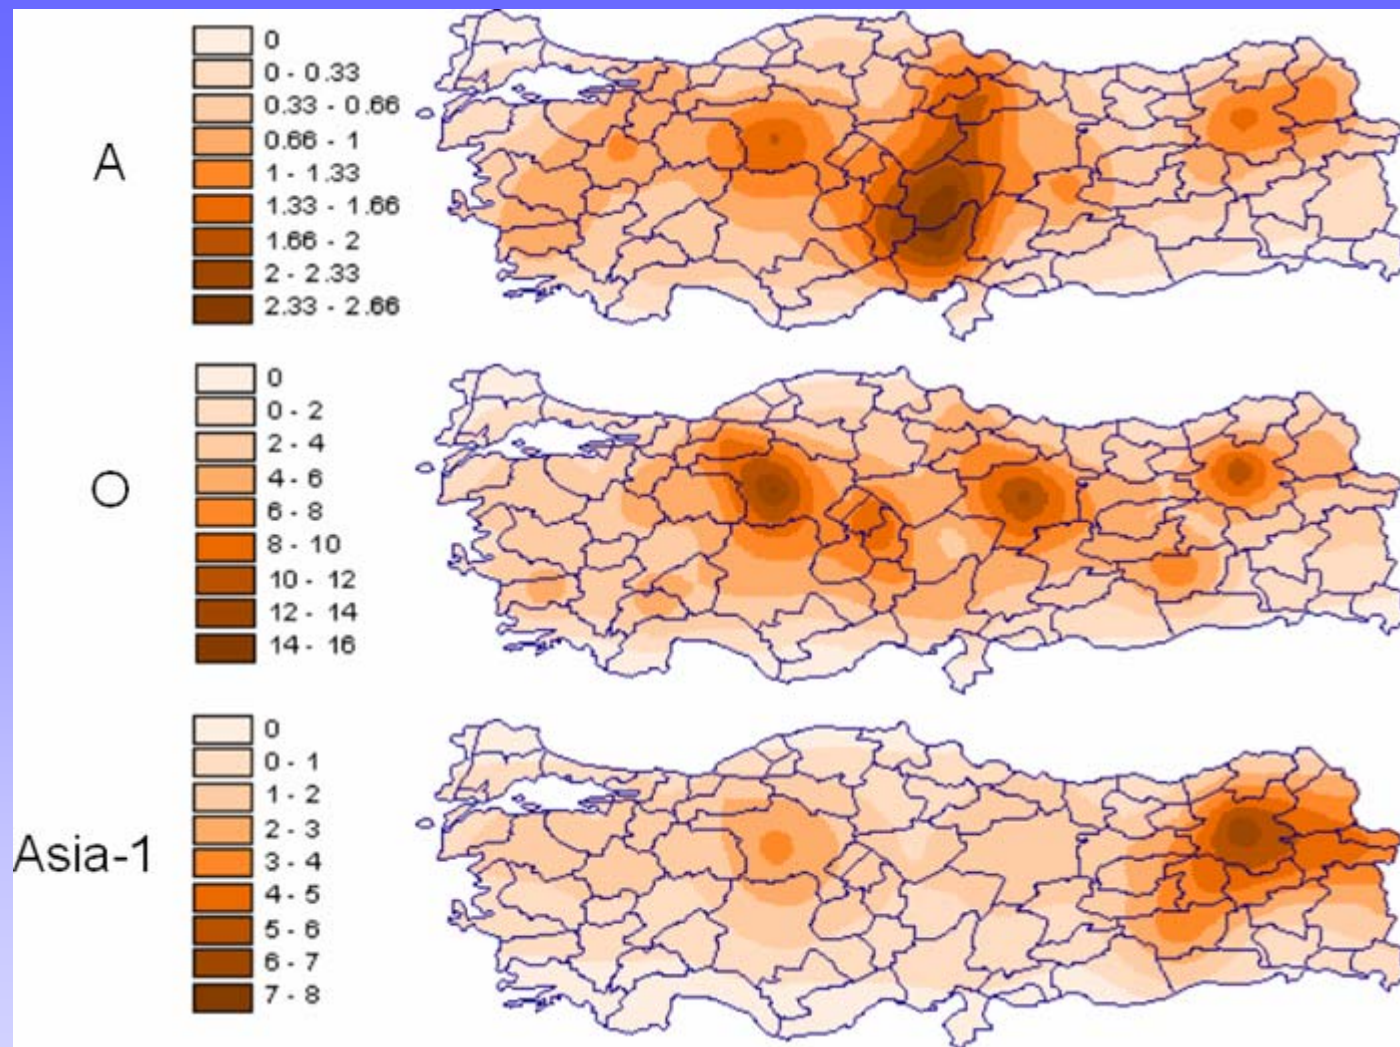 A
0
0 - 0.33
0.33 - 0.66
0.66 - 1
1 - 1.33
1.33 - 1.66
1.66 - 2
2 - 2.33
2.33 - 2.66
O
0
0 - 2
2 - 4
4 - 6
6 - 8
8 - 10
10 - 12
12 - 14
14 - 16
Asia-1
0
0 - 1
1 - 2
2 - 3
3 - 4
4 - 5
5 - 6
6 - 7
7 - 8